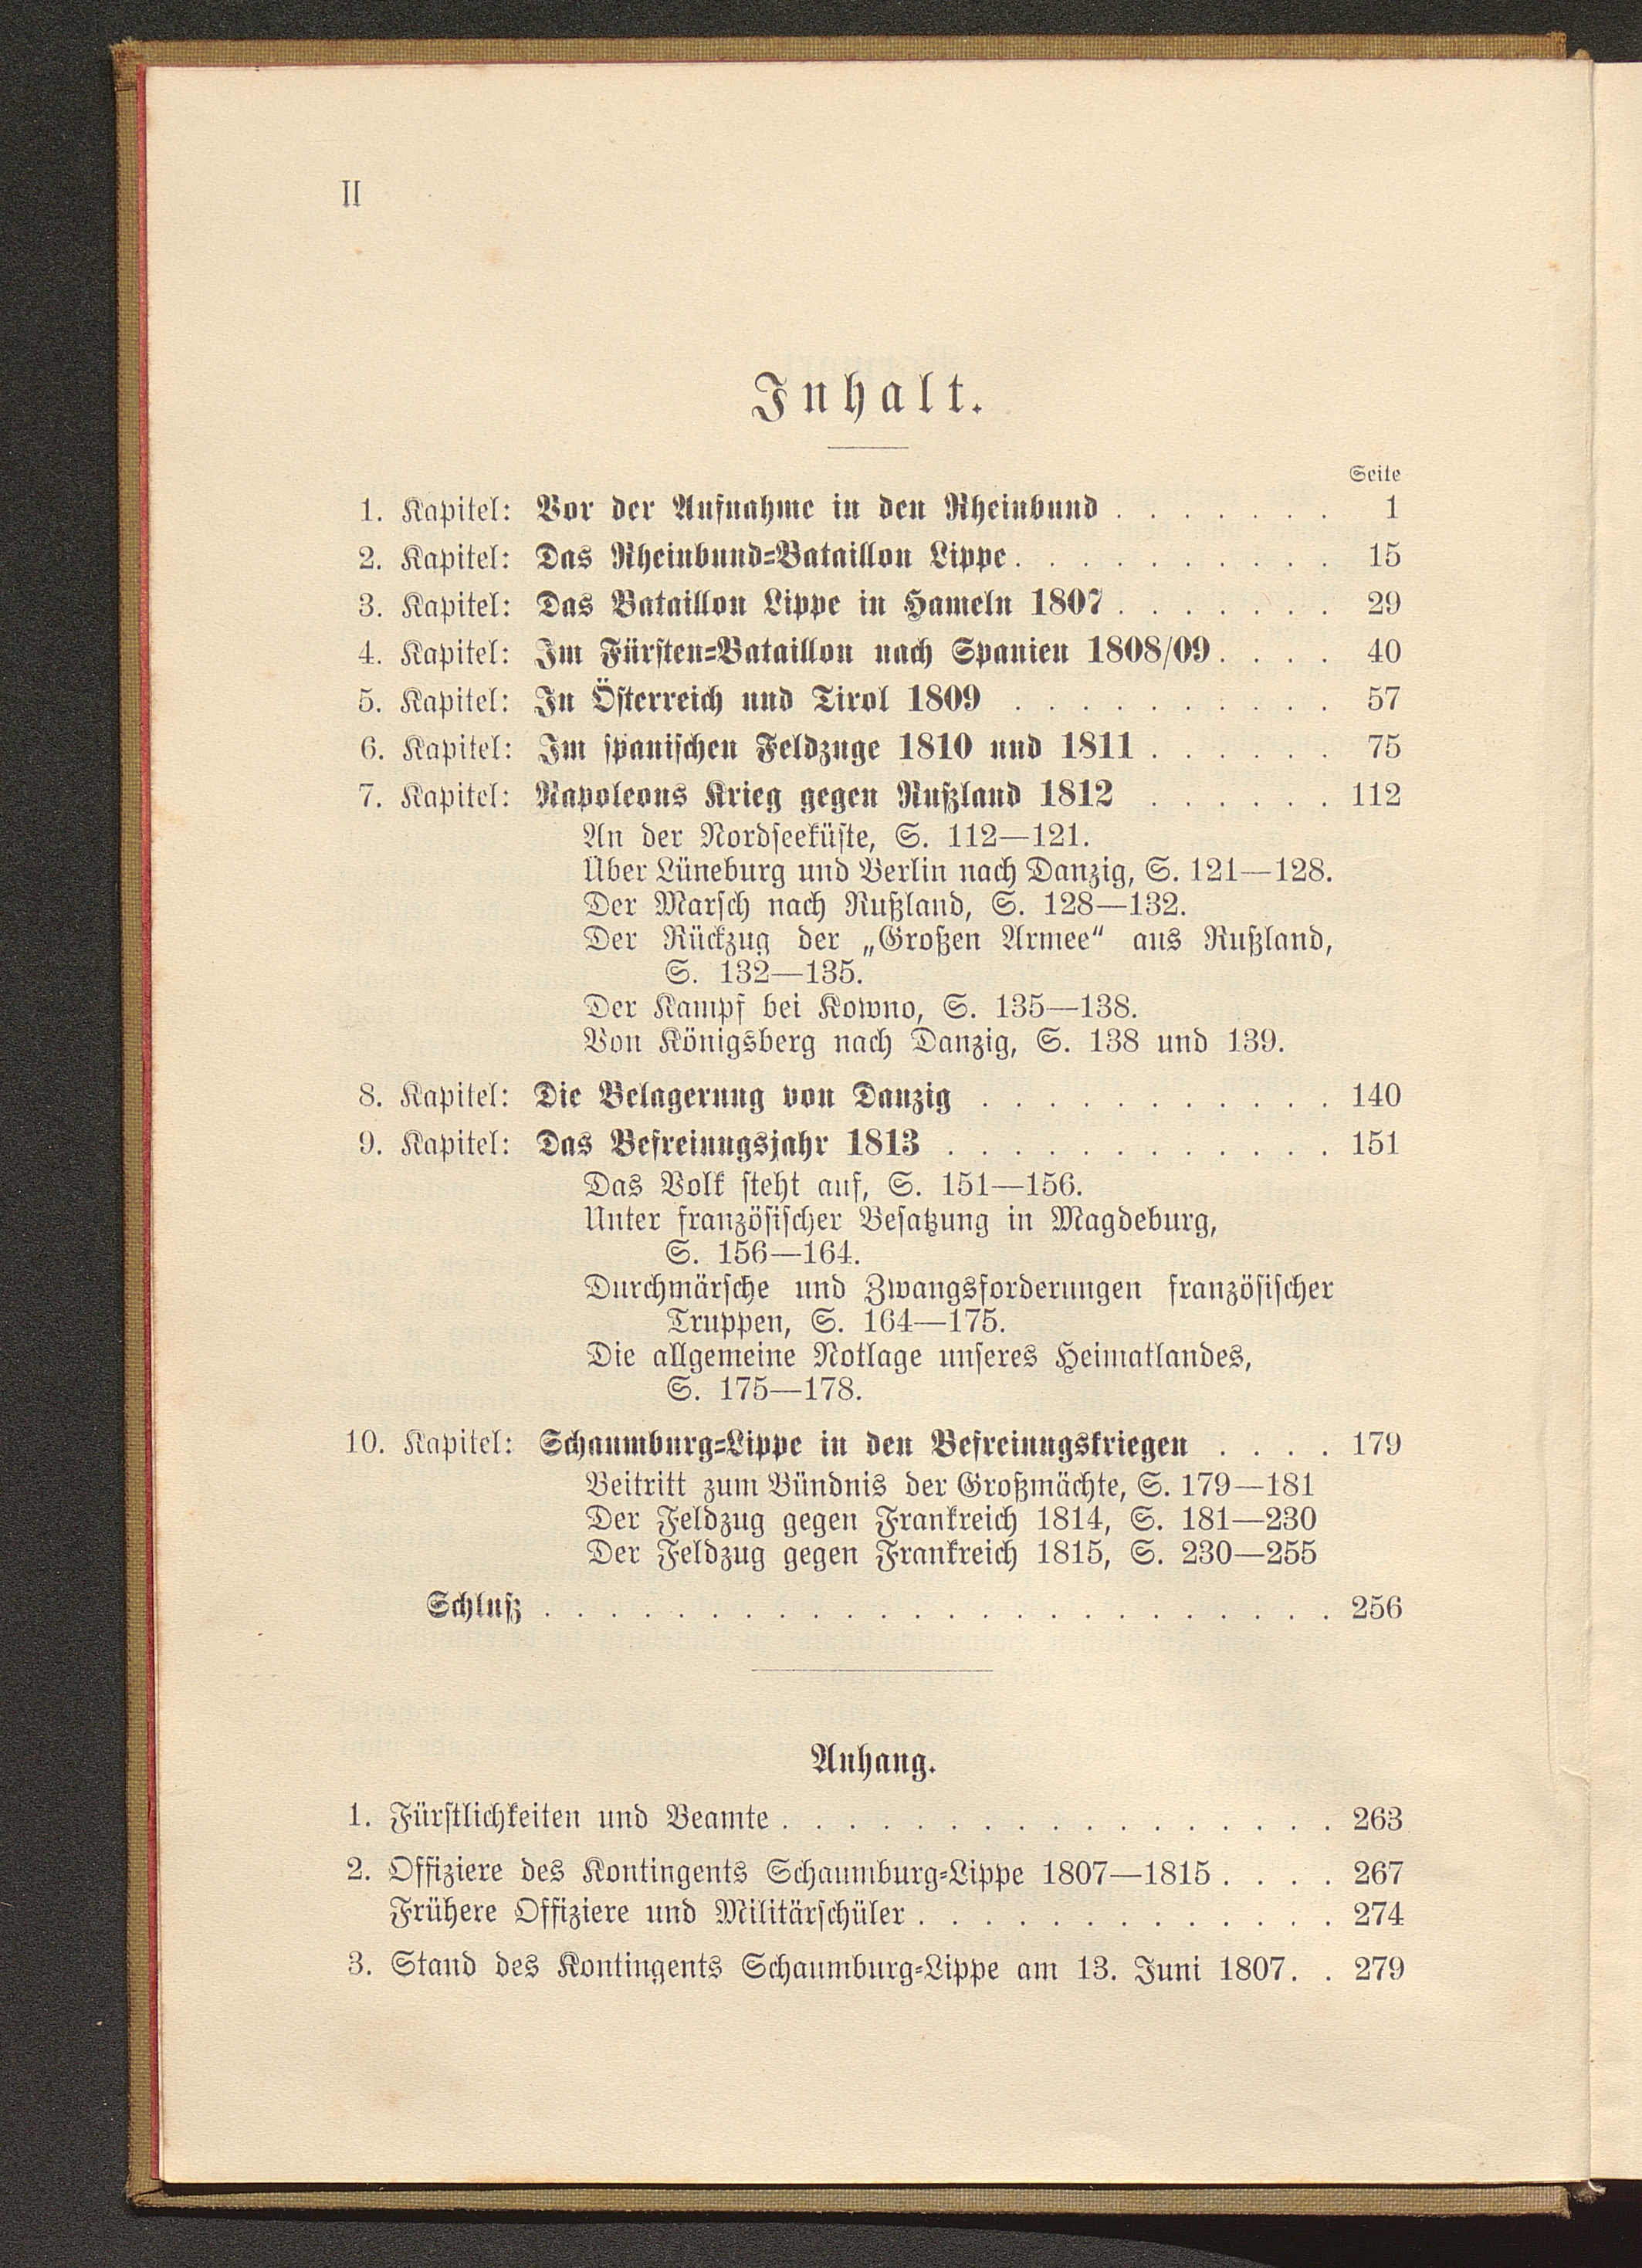 II
Inhalt.
Seite
1. Kapitel: Vor der Aufnahme in den Rheinbund . . . . . . . 1
2. Kapitel: Das Rheinbund-Bataillon Lippe. . . . . . . . . . 15
3. Kapitel: Das Bataillon Lippe in Hameln 1807 . . . . . . . 29
4. Kapitel: Im Fürsten-Bataillon nach Spanien 1808/09. . . . 40
5. Kapitel: In Österreich und Tirol 1809 . . . . . . . . . . 57
6. Kapitel: Im spanischen Feldzuge 1810 und 1811 . . . . . . 75
7. Kapitel: Napoleons Krieg gegen Rußland 1812 . . . . . . 112
An der Nordseeküste, S. 112—121.
Über Lüneburg und Berlin nach Danzig, S. 121—128.
Der Marsch nach Rußland, S. 128—132.
Der Rückzug der „Großen Armee“ aus Rußland,
S. 132—135.
Der Kampf bei Kowno, S. 135—138.
Von Königsberg nach Danzig, S. 138 und 139.
8. Kapitel: Die Belagerung von Danzig . . . . . . . . . . . 140
9. Kapitel: Das Befreiungsjahr 1813 . . . . . . . . . . . . 151
Das Volk steht auf, S. 151—156.
Unter französischer Besatzung in Magdeburg,
S. 156—164.
Durchmärsche und Zwangsforderungen französischer
Truppen, S. 164—175.
Die allgemeine Notlage unseres Heimatlandes,
S. 175—178.
10. Kapitel: Schaumburg-Lippe in den Befreiungskriegen . . . . 179
Beitritt zum Bündnis der Großmächte, S. 179—181
Der Feldzug gegen Frankreich 1814, S. 181—230
Der Feldzug gegen Frankreich 1815, S. 230—255
Schluß . . . . . . . . . . . . . . . . . . . . . . . . 256
Anhang.
1. Fürstlichkeiten und Beamte . . . . . . . . . . . . . . . . . 263
2. Offiziere des Kontingents Schaumburg-Lippe 1807—1815 . . . . 267
Frühere Offiziere und Militärschüler . . . . . . . . . . . . . 274
3. Stand des Kontingents Schaumburg-Lippe am 13. Juni 1807. . 279